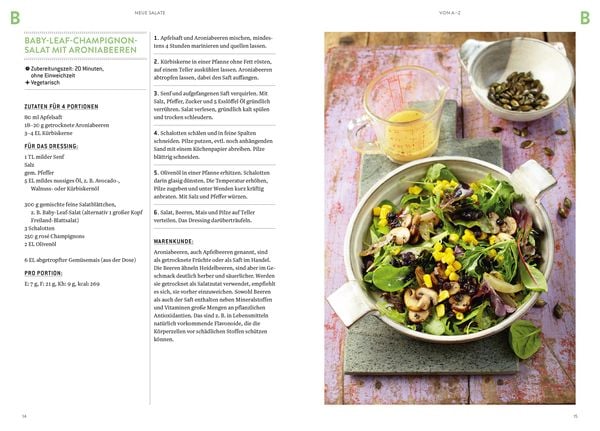 B
NEUE SALATE
BABY-LEAF-CHAMPIGNON-
SALAT MIT ARONIABEEREN
Zubereitungszeit: 20 Minuten,
ohne Einweichzeit
Vegetarisch
ZUTATEN FÜR 4 PORTIONEN
80 ml Apfelsaft
18–20 g getrocknete Aroniabeeren
3–4 EL Kürbiskerne
FÜR DAS DRESSING:
1 TL milder Senf
Salz
gem. Pfeffer
5 EL mildes nussiges Öl, z. B. Avocado-,
Walnuss- oder Kürbiskernöl
300 g gemischte feine Salatblättchen,
z. B. Baby-Leaf-Salat (alternativ 1 großer Kopf
Freiland-Blattsalat)
3 Schalotten
250 g rosé Champignons
2 EL Olivenöl
6 EL abgetropfter Gemüsemais (aus der Dose)
PRO PORTION:
E: 7 g, F: 21 g, Kh: 9 g, kcal: 269
1. Apfelsaft und Aroniabeeren mischen, mindes-
tens 4 Stunden marinieren und quellen lassen.
2. Kürbiskerne in einer Pfanne ohne Fett rösten,
auf einem Teller auskühlen lassen. Aroniabeeren
abtropfen lassen, dabei den Saft auffangen.
3. Senf und aufgefangenen Saft verquirlen. Mit
Salz, Pfeffer, Zucker und 5 Esslöffel Öl gründlich
verrühren. Salat verlesen, gründlich kalt spülen
und trocken schleudern.
4. Schalotten schälen und in feine Spalten
schneiden. Pilze putzen, evtl. noch anhängenden
Sand mit einem Küchenpapier abreiben. Pilze
blättrig schneiden.
5. Olivenöl in einer Pfanne erhitzen. Schalotten
darin glasig dünsten. Die Temperatur erhöhen,
Pilze zugeben und unter Wenden kurz kräftig
anbraten. Mit Salz und Pfeffer würzen.
6. Salat, Beeren, Mais und Pilze auf Teller
verteilen. Das Dressing darüberträufeln.
WARENKUNDE:
Aroniabeeren, auch Apfelbeeren genannt, sind
als getrocknete Früchte oder als Saft im Handel.
Die Beeren ähneln Heidelbeeren, sind aber im Ge-
schmack deutlich herber und säuerlicher. Werden
sie getrocknet als Salatzutat verwendet, empfiehlt
es sich, sie vorher einzuweichen. Sowohl Beeren
als auch der Saft enthalten neben Mineralstoffen
und Vitaminen große Mengen an pflanzlichen
Antioxidantien. Das sind z. B. in Lebensmitteln
natürlich vorkommende Flavonoide, die die
Körperzellen vor schädlichen Stoffen schützen
können.
14
VON A–Z
B
15